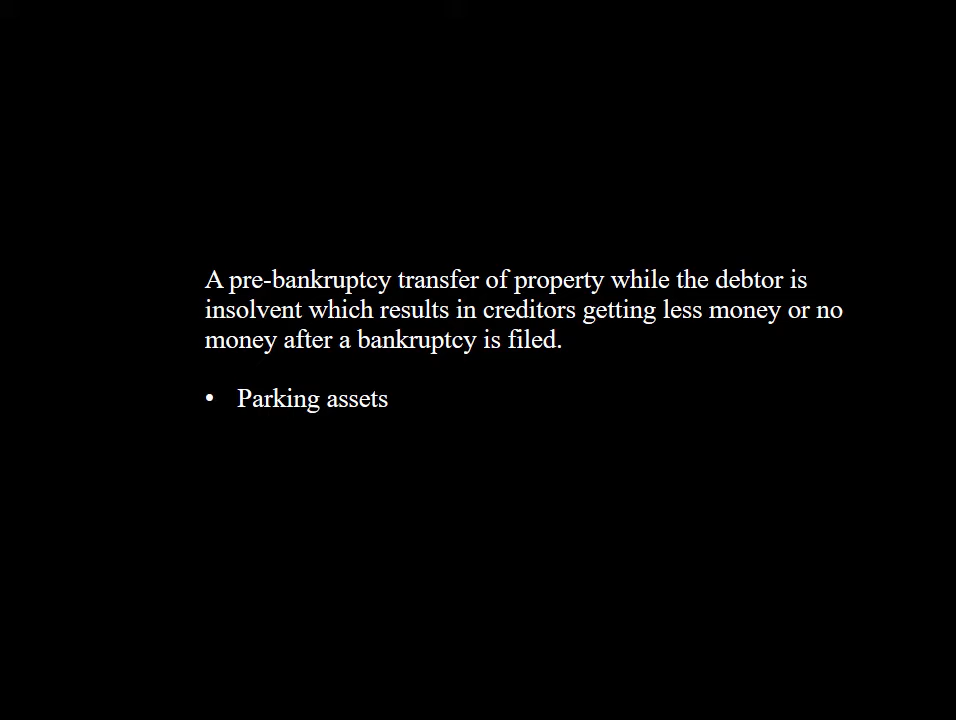 A pre-bankruptcy transfer of property while the debtor is
insolvent which results in creditors getting less money or no
money after a bankruptcy is filed.
• Parking assets